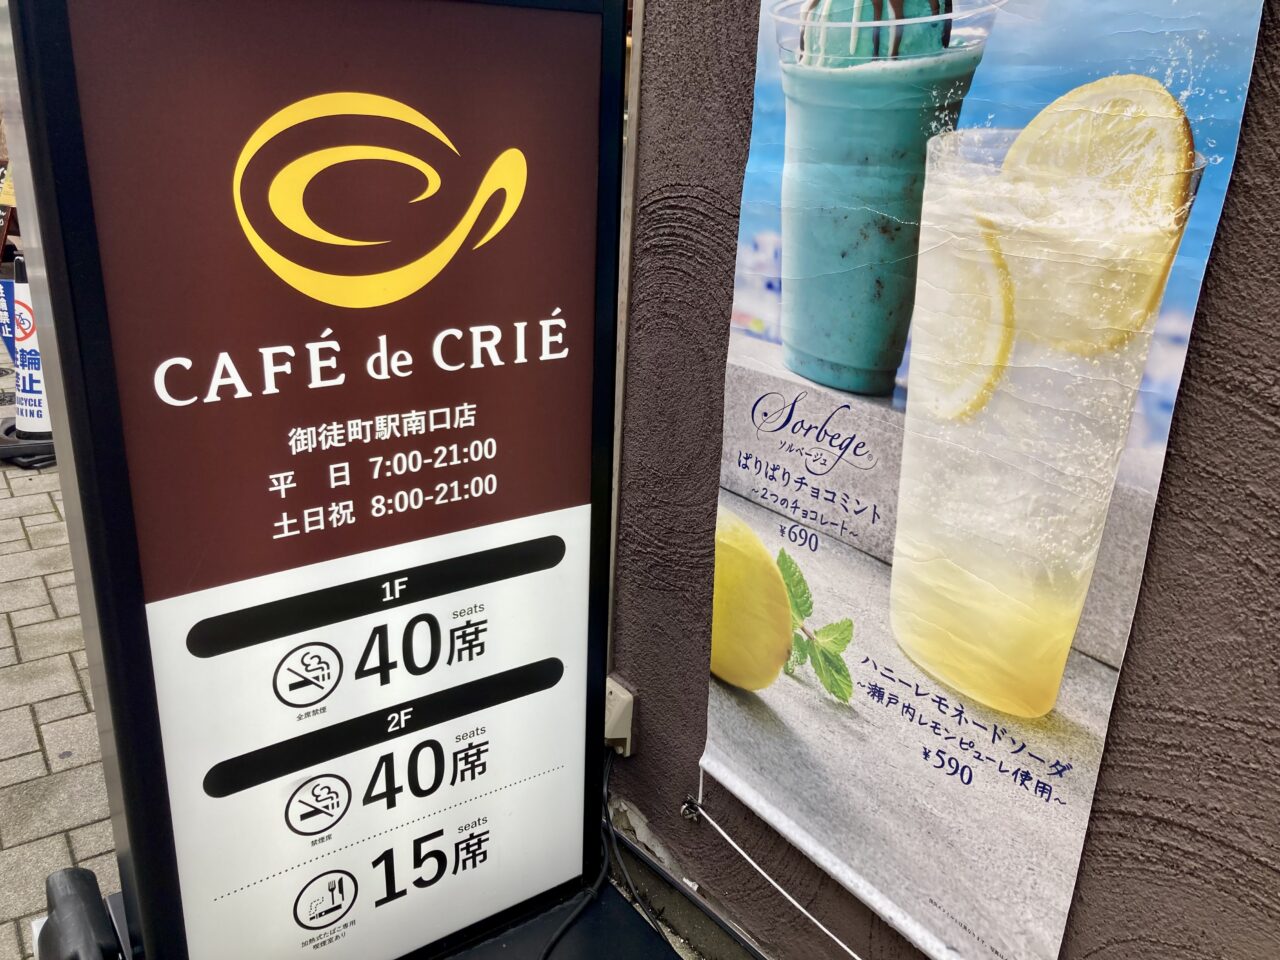 CAFÉ de CRIÉ
御徒町駅南口店
平 日 7:00-21:00
土日祝 8:00-21:00
1F
全席禁煙
40席
seats
2F
禁煙席
40席
seats
加熱式たばこ専用
喫煙室あり
15席
seats
Sorbege®
ソルベージュ
ぱりぱりチョコミント
~2つのチョコレート~
¥690
ハニーレモネードソーダ
~瀬戸内レモンピューレ使用~
¥590
駐輪禁止